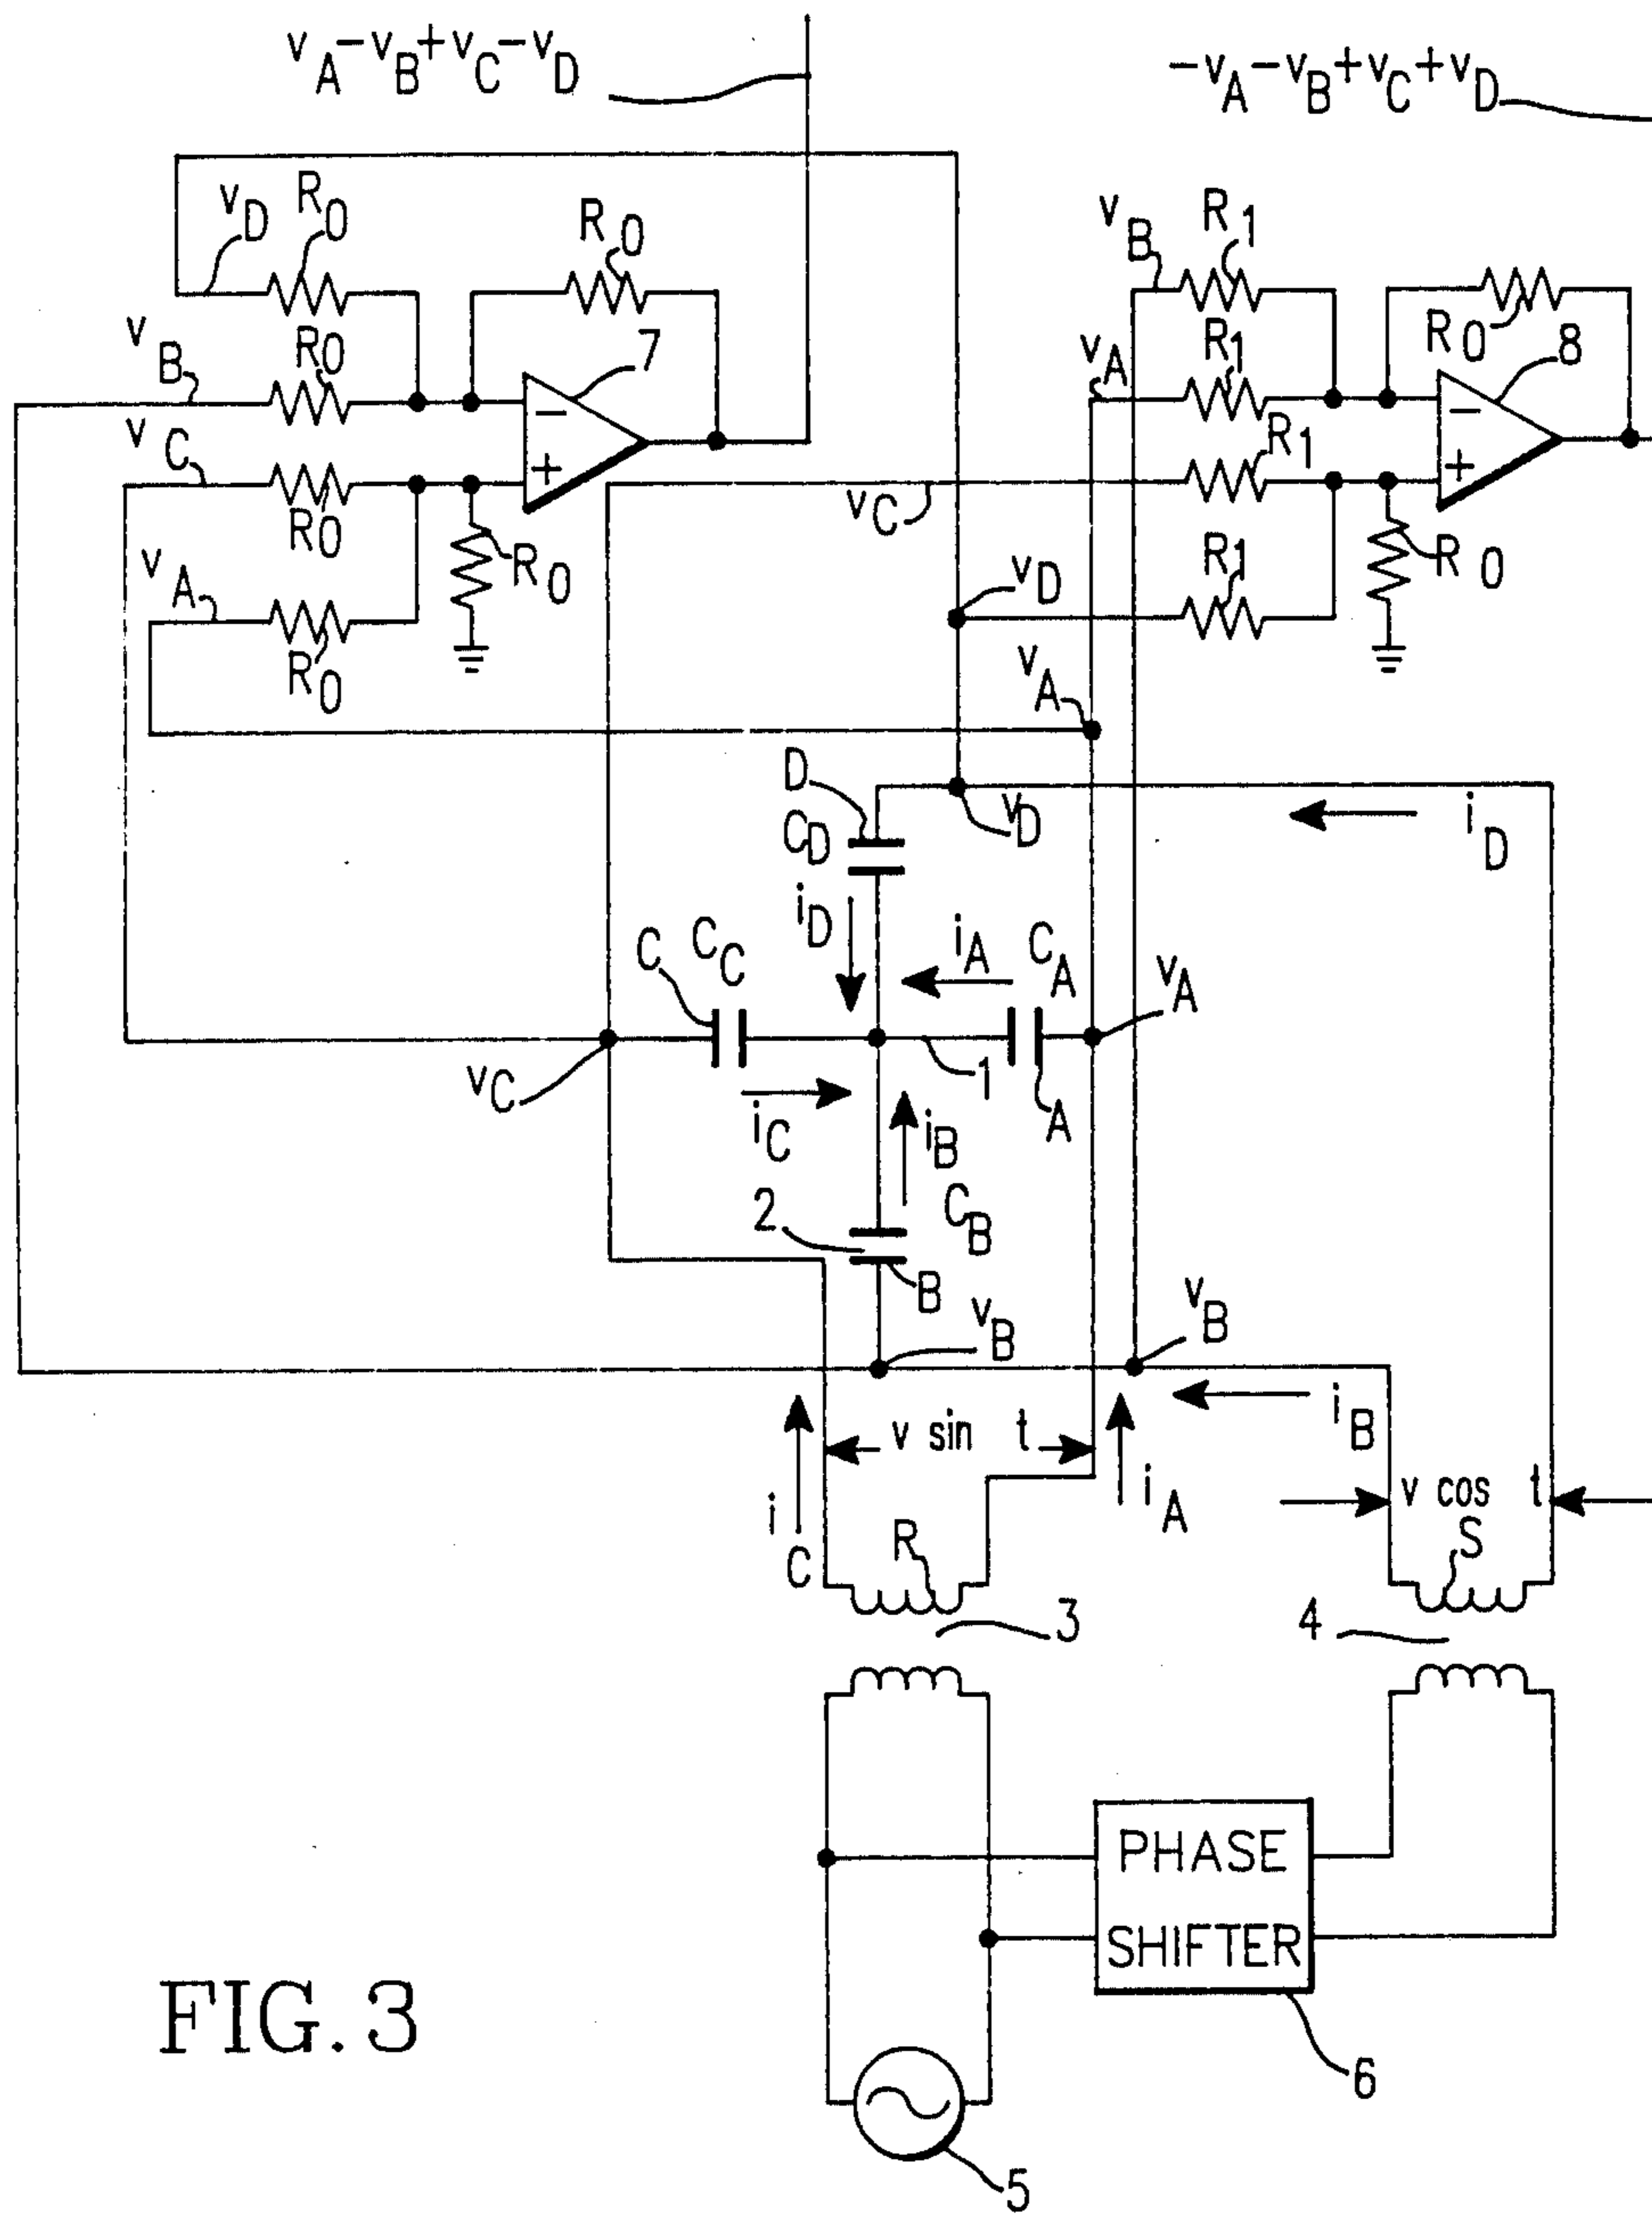 vA-vB+vC-vD
-vA-vB+vC+vD
vD
R0
R0
vB
R1
vB
R0
7
vA
R1
R0
8
-
-
vC
R0
+
R1
+
vC
vA
R0
R0
R1
R0
vD
vA
D
CD
vD
iD
iD
C
CC
iA
CA
vA
vC
iC
1
A
iB
2
CB
B
vB
vB
iB
v sin t
iC
iA
v cos t
R
S
3
4
PHASE
SHIFTER
6
5
FIG. 3